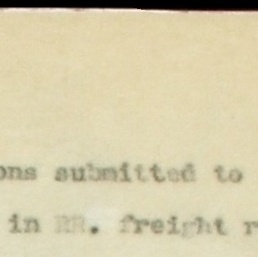 ons submitted to
in RR. freight r